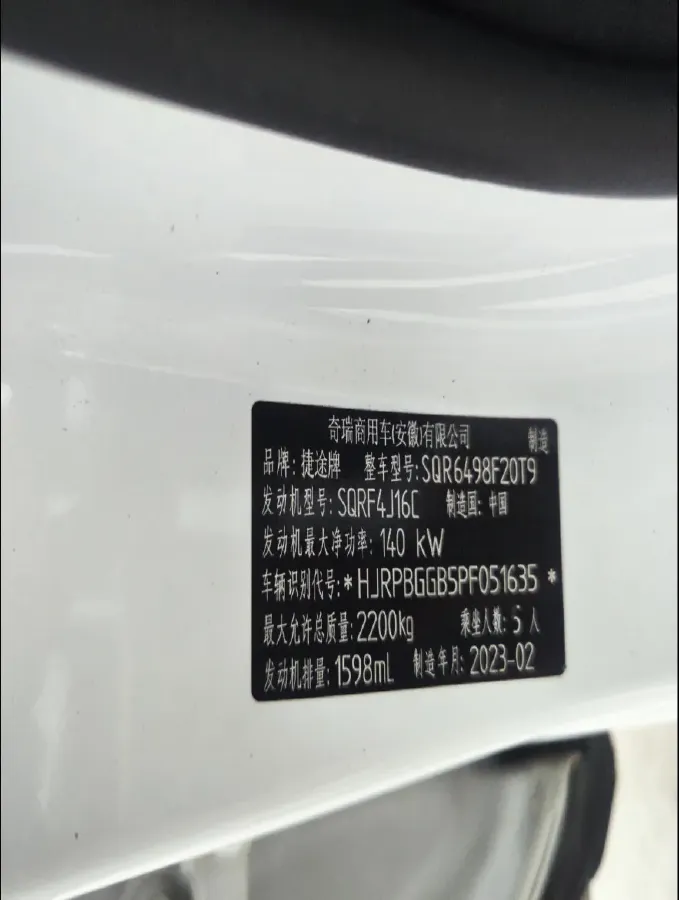 奇瑞商用车(安徽)有限公司 制造
品牌: 捷途牌 整车型号: SQR6498F20T9
发动机型号: SQRF4J16C 制造国: 中国
发动机最大净功率: 140 kW
车辆识别代号: *HJRPBGGB5PF051635*
最大允许总质量: 2200kg 乘坐人数: 5 人
发动机排量: 1598mL 制造年月: 2023-02